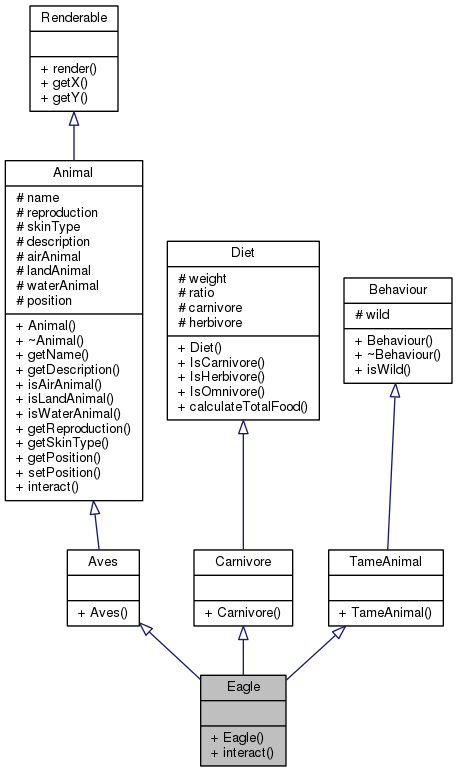 Renderable
+ render()
+ getX()
+ getY()
Animal
# name
# reproduction
# skinType
# description
# airAnimal
# landAnimal
# waterAnimal
# position
+ Animal()
+ ~Animal()
+ getName()
+ getDescription()
+ isAirAnimal()
+ isLandAnimal()
+ isWaterAnimal()
+ getReproduction()
+ getSkinType()
+ getPosition()
+ setPosition()
+ interact()
Diet
# weight
# ratio
# carnivore
# herbivore
+ Diet()
+ IsCarnivore()
+ IsHerbivore()
+ IsOmnivore()
+ calculateTotalFood()
Behaviour
# wild
+ Behaviour()
+ ~Behaviour()
+ isWild()
Aves
+ Aves()
Carnivore
+ Carnivore()
TameAnimal
+ TameAnimal()
Eagle
+ Eagle()
+ interact()